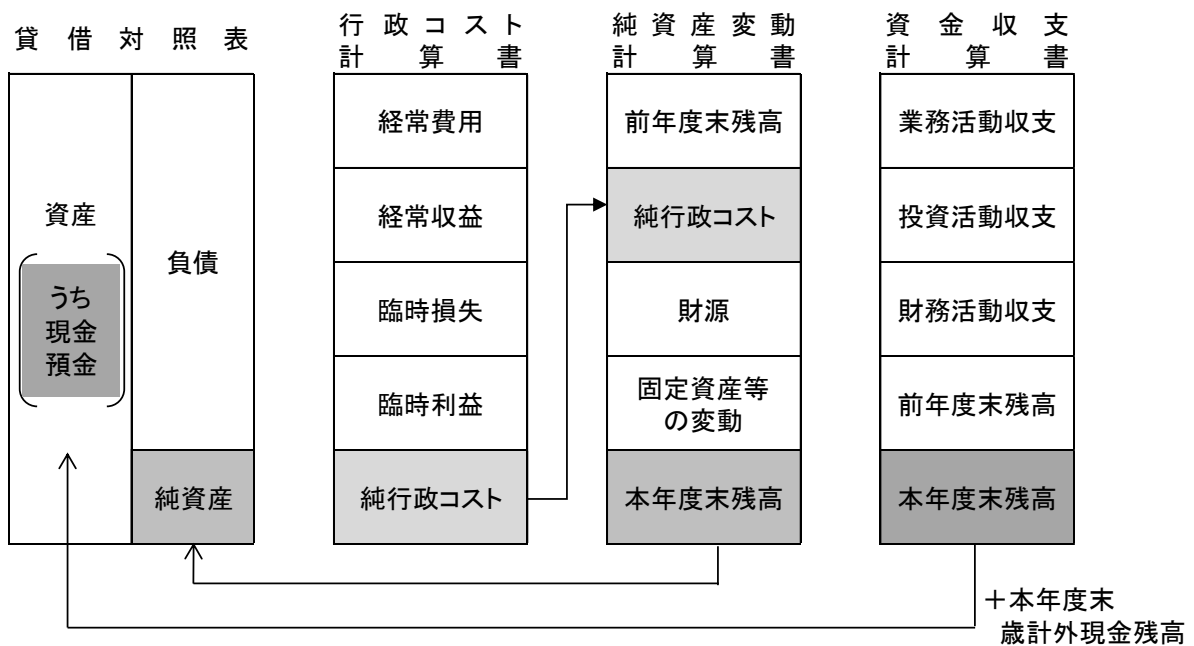 貸借対照表
資産
うち
現金
預金
負債
純資産
行政コスト
計算書
経常費用
経常収益
臨時損失
臨時利益
純行政コスト
純資産変動
計算書
前年度末残高
純行政コスト
財源
固定資産等
の変動
本年度末残高
資金収支
計算書
業務活動収支
投資活動収支
財務活動収支
前年度末残高
本年度末残高
＋本年度末
歳計外現金残高